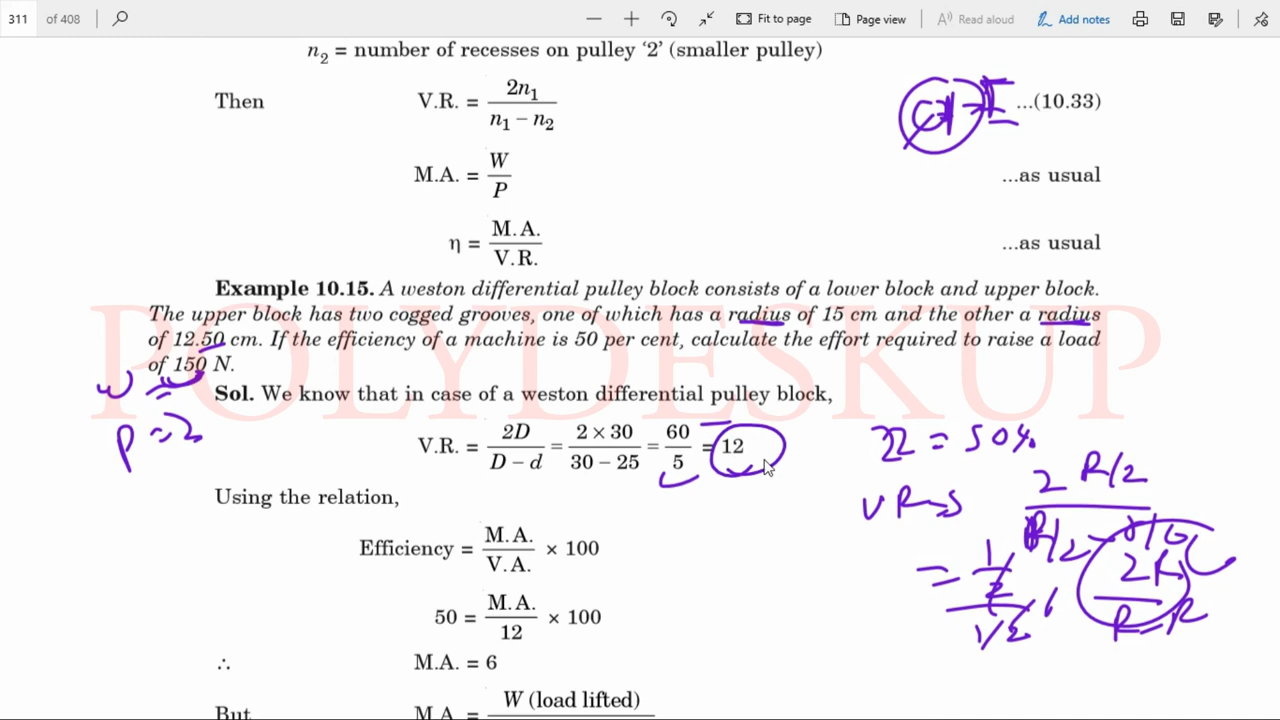 311 of 408 Fit to page Page view Read aloud Add notes
n₂ = number of recesses on pulley ‘2’ (smaller pulley)
Then V.R. = 2n₁ / (n₁ – n₂) ...(10.33)
M.A. = W / P ...as usual
η = M.A. / V.R. ...as usual
Example 10.15. A weston differential pulley block consists of a lower block and upper block.
The upper block has two cogged grooves, one of which has a radius of 15 cm and the other a radius
of 12.50 cm. If the efficiency of a machine is 50 per cent, calculate the effort required to raise a load
of 150 N.
POLYDESKUP
Sol. We know that in case of a weston differential pulley block,
V.R. = 2D / (D – d) = (2 × 30) / (30 – 25) = 60 / 5 = 12
= 50%
Using the relation,
Efficiency = M.A. / V.A. × 100
50 = M.A. / 12 × 100
∴ M.A. = 6
But M.A. = W (load lifted)